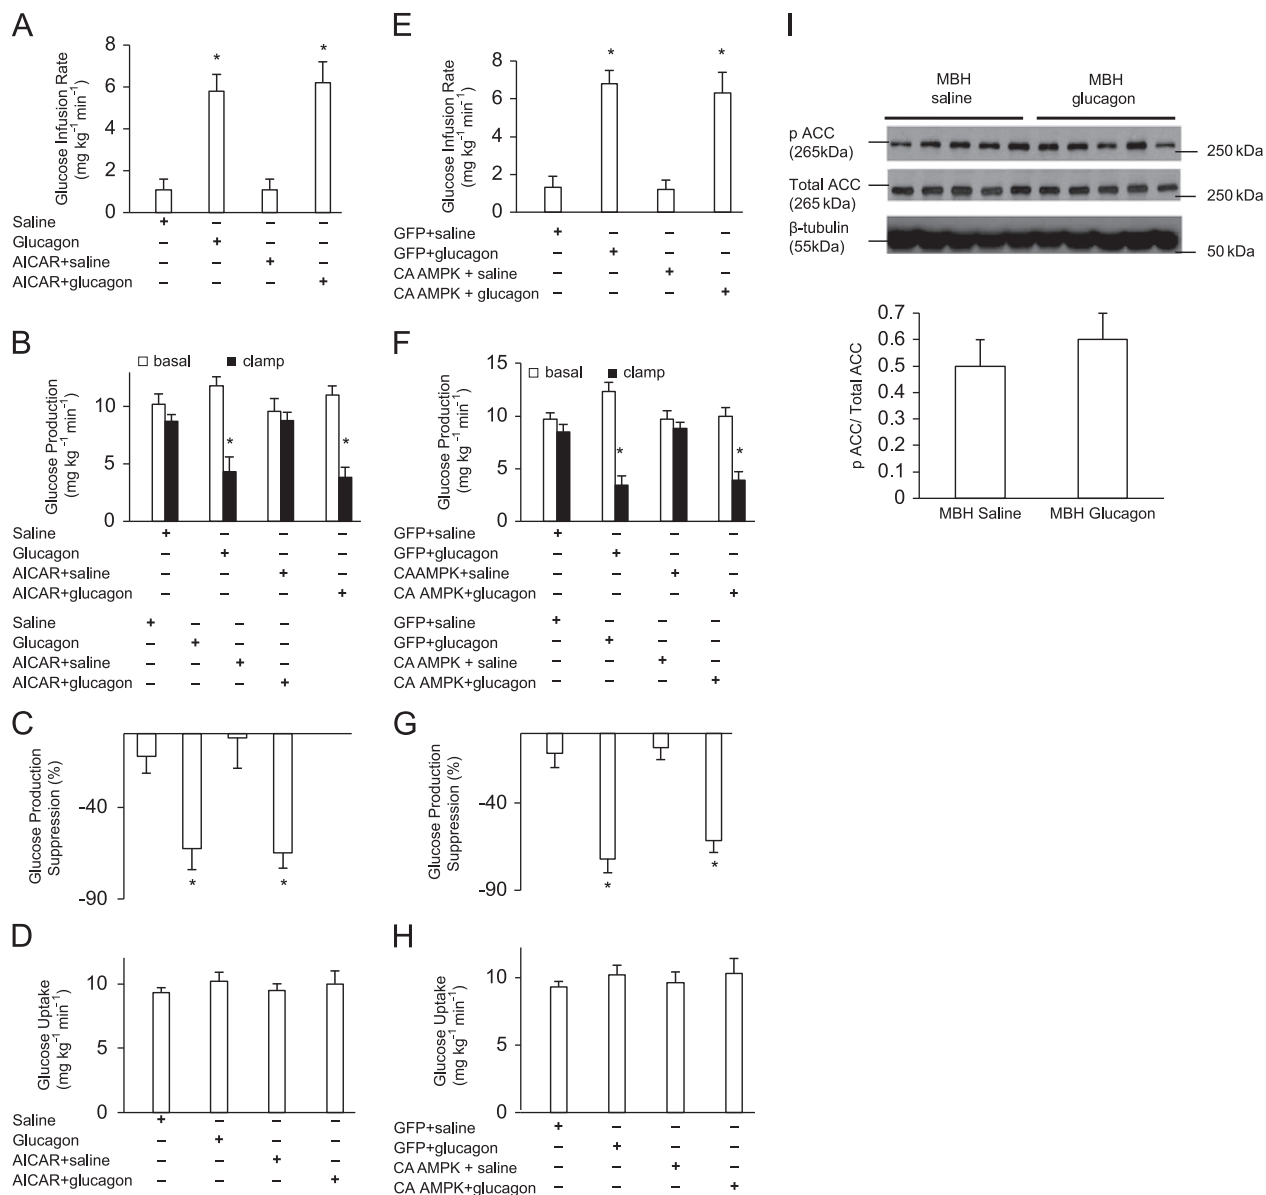 A
Glucose Infusion Rate
(mg kg⁻¹ min⁻¹)
8
6
4
2
0
*
*
Saline + – – –
Glucagon – + – –
AICAR+saline – – + –
AICAR+glucagon – – – +
B
Glucose Production
(mg kg⁻¹ min⁻¹)
basal clamp
10
5
0
*
*
Saline + – – –
Glucagon – + – –
AICAR+saline – – + –
AICAR+glucagon – – – +
Saline + – – –
Glucagon – + – –
AICAR+saline – – + –
AICAR+glucagon – – – +
C
Glucose Production
Suppression (%)
-40
-90
*
*
D
Glucose Uptake
(mg kg⁻¹ min⁻¹)
10
5
0
Saline + – – –
Glucagon – + – –
AICAR+saline – – + –
AICAR+glucagon – – – +
E
Glucose Infusion Rate
(mg kg⁻¹ min⁻¹)
8
6
4
2
0
*
*
GFP+saline + – – –
GFP+glucagon – + – –
CA AMPK + saline – – + –
CA AMPK + glucagon – – – +
F
Glucose Production
(mg kg⁻¹ min⁻¹)
basal clamp
15
10
5
0
*
*
GFP+saline + – – –
GFP+glucagon – + – –
CAAMPK+saline – – + –
CA AMPK+glucagon – – – +
GFP+saline + – – –
GFP+glucagon – + – –
CA AMPK + saline – – + –
CA AMPK+glucagon – – – +
G
Glucose Production
Suppression (%)
-40
-90
*
*
H
Glucose Uptake
(mg kg⁻¹ min⁻¹)
10
5
0
GFP+saline + – – –
GFP+glucagon – + – –
CA AMPK + saline – – + –
CA AMPK+glucagon – – – +
I
MBH
saline
MBH
glucagon
p ACC
(265kDa)
250 kDa
Total ACC
(265 kDa)
250 kDa
β-tubulin
(55kDa)
50 kDa
p ACC/ Total ACC
0.7
0.6
0.5
0.4
0.3
0.2
0.1
0
MBH Saline MBH Glucagon